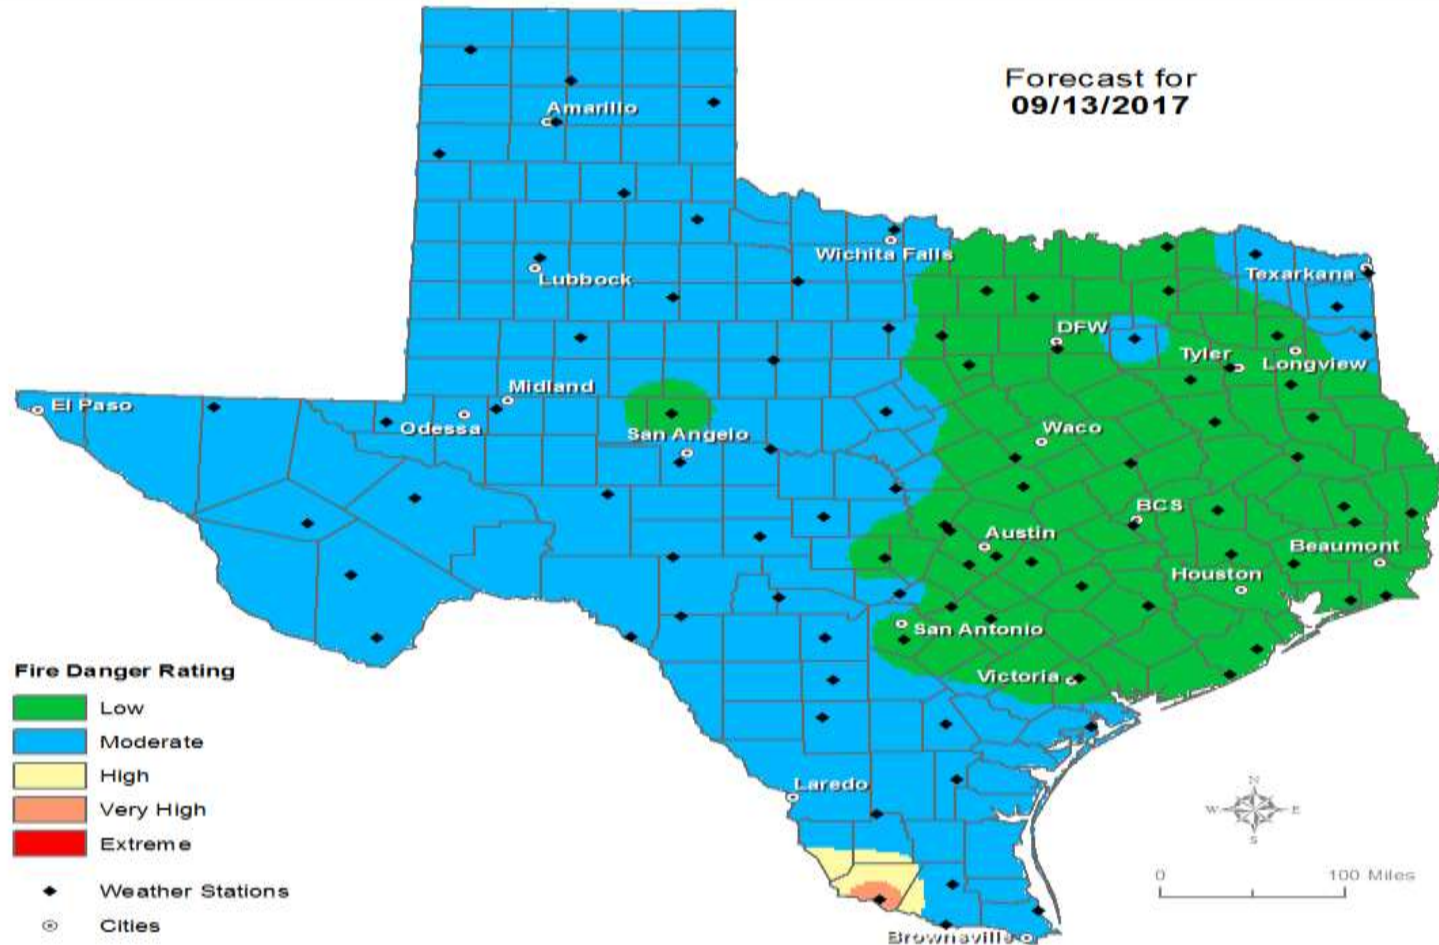 Forecast for
09/13/2017
Amarillo
Wichita Falls
Lubbock
Texarkana
DFW
Tyler
Longview
Midland
El Paso
Odessa
San Angelo
Waco
BCS
Austin
Beaumont
Houston
San Antonio
Victoria
Fire Danger Rating
Low
Moderate
High
Very High
Extreme
Weather Stations
Cities
Laredo
Brownsville
N
W E
S
0 100 Miles